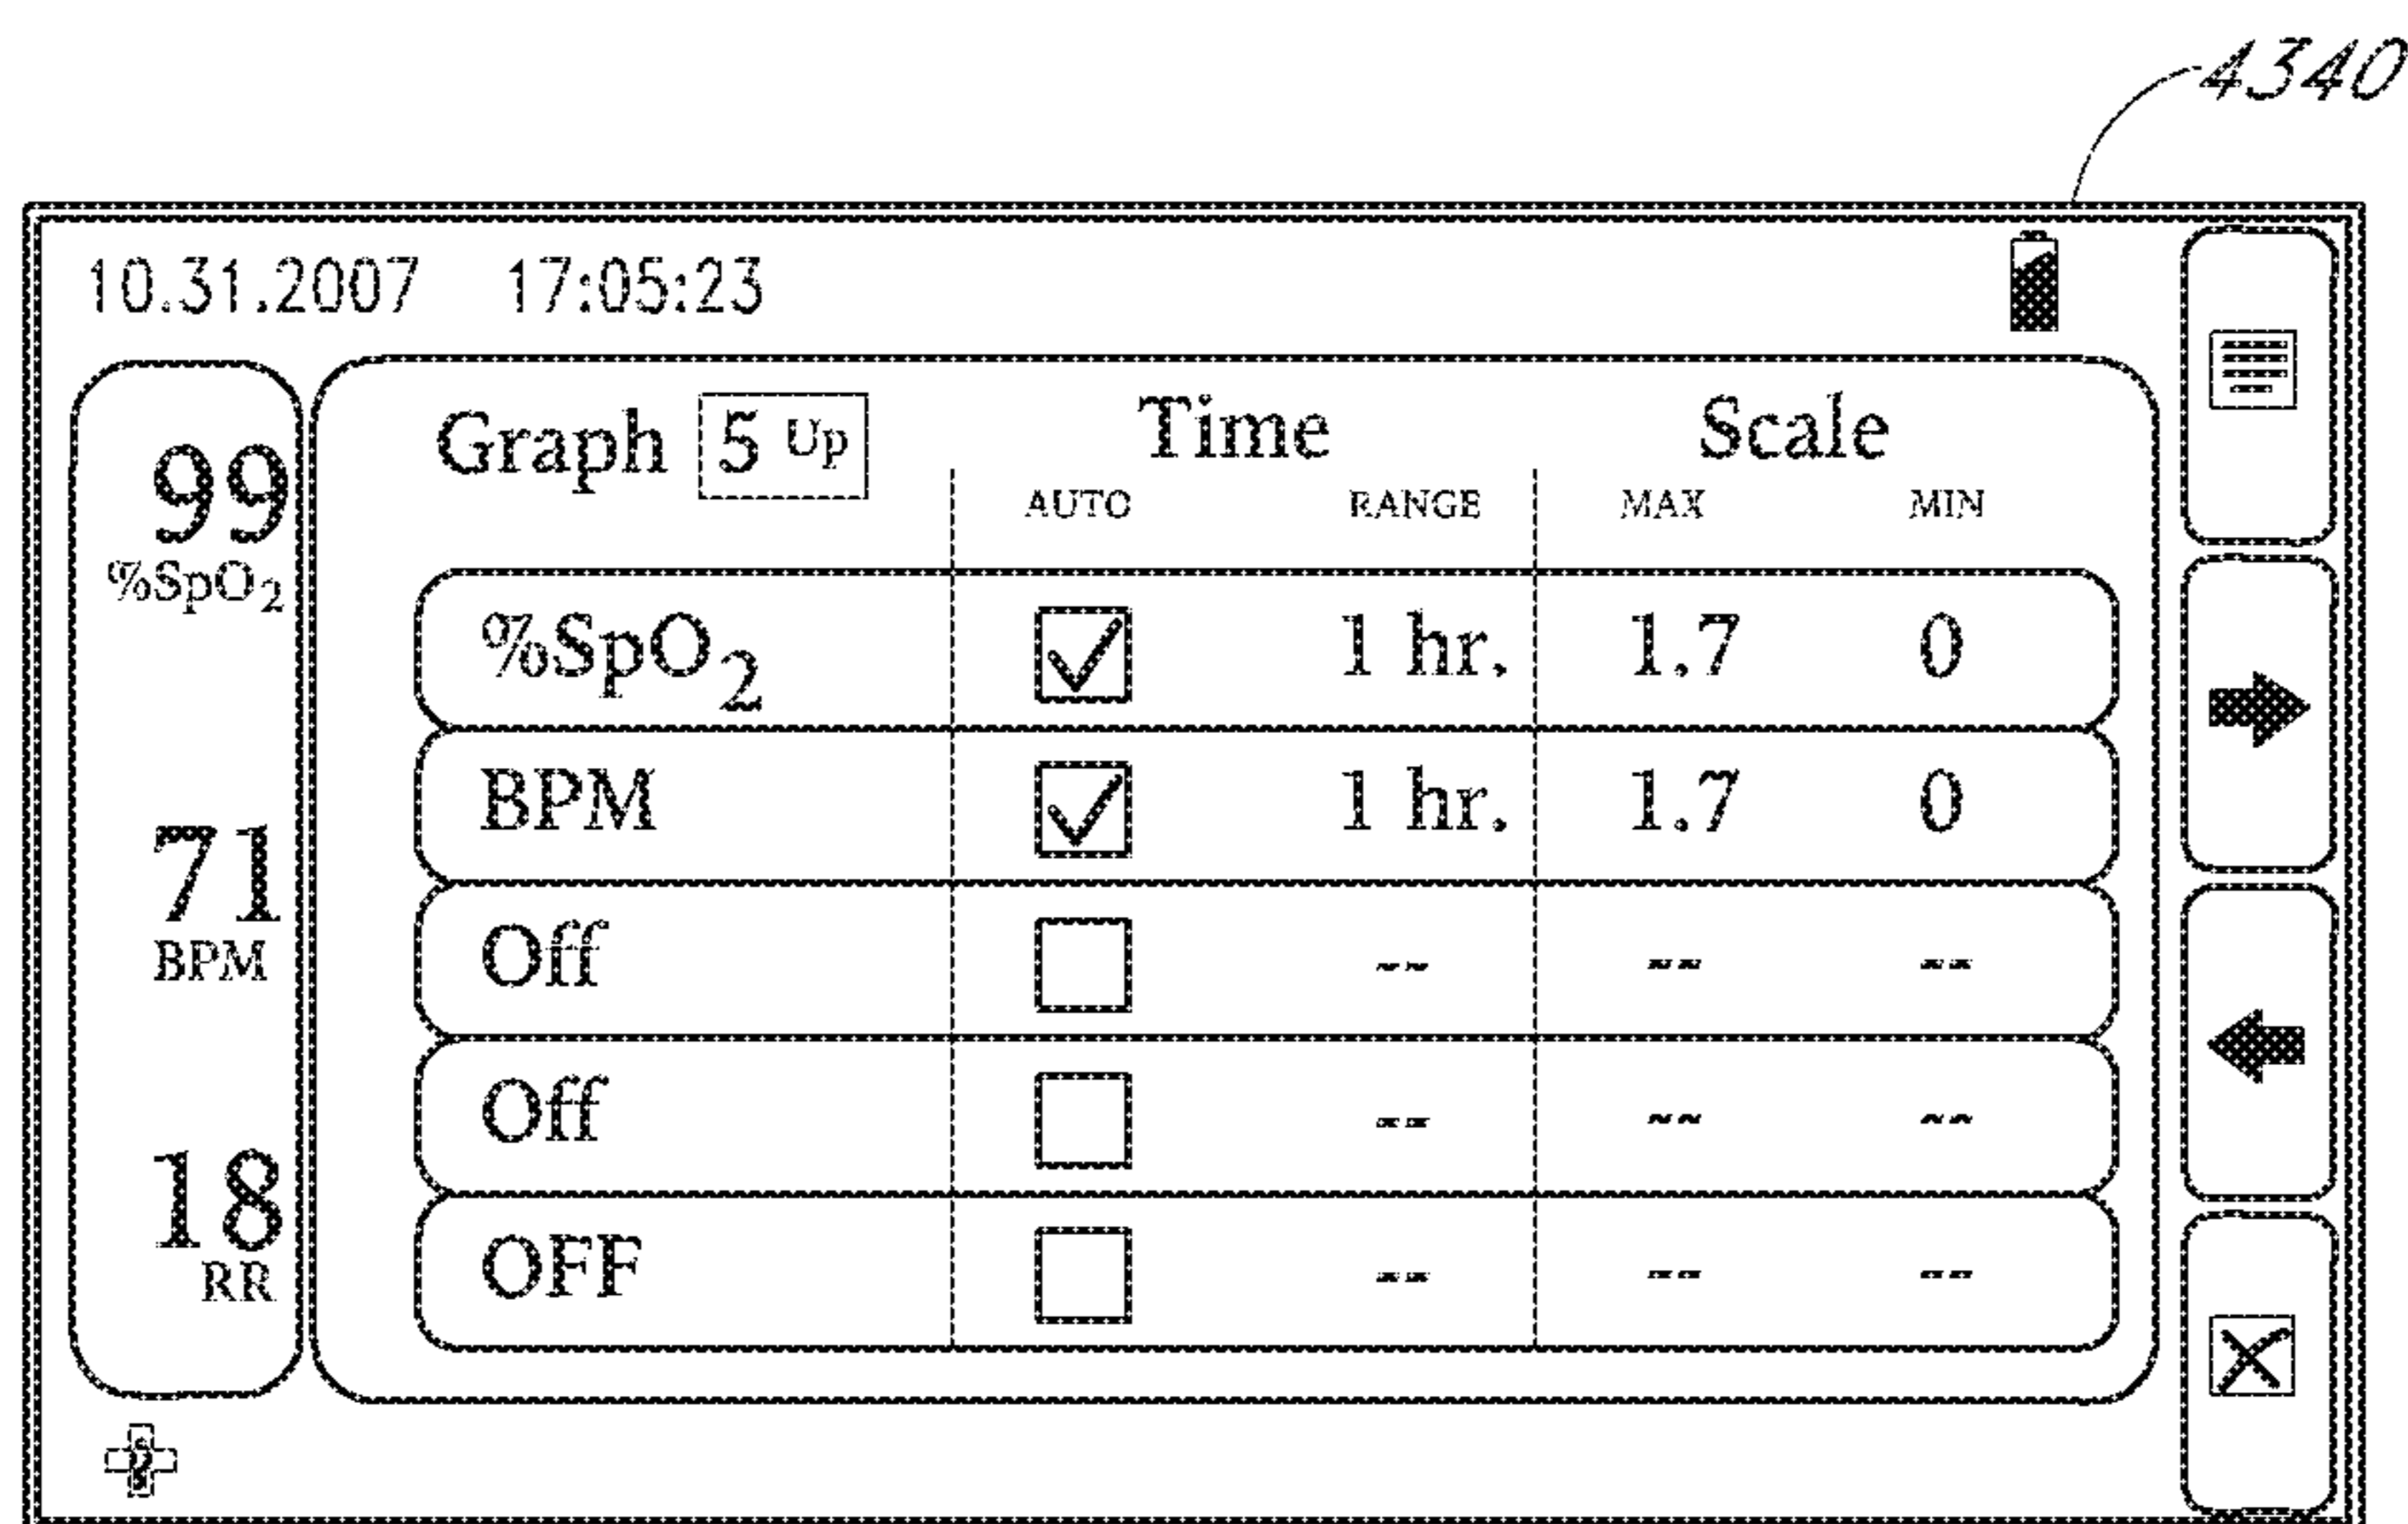 4340
10.31.2007 17:05:23
99
%SpO₂
71
BPM
18
RR
Graph 5 Up Time Scale
AUTO RANGE MAX MIN
%SpO₂ 1 hr. 1.7 0
BPM 1 hr. 1.7 0
Off -- -- --
Off -- -- --
OFF -- -- --